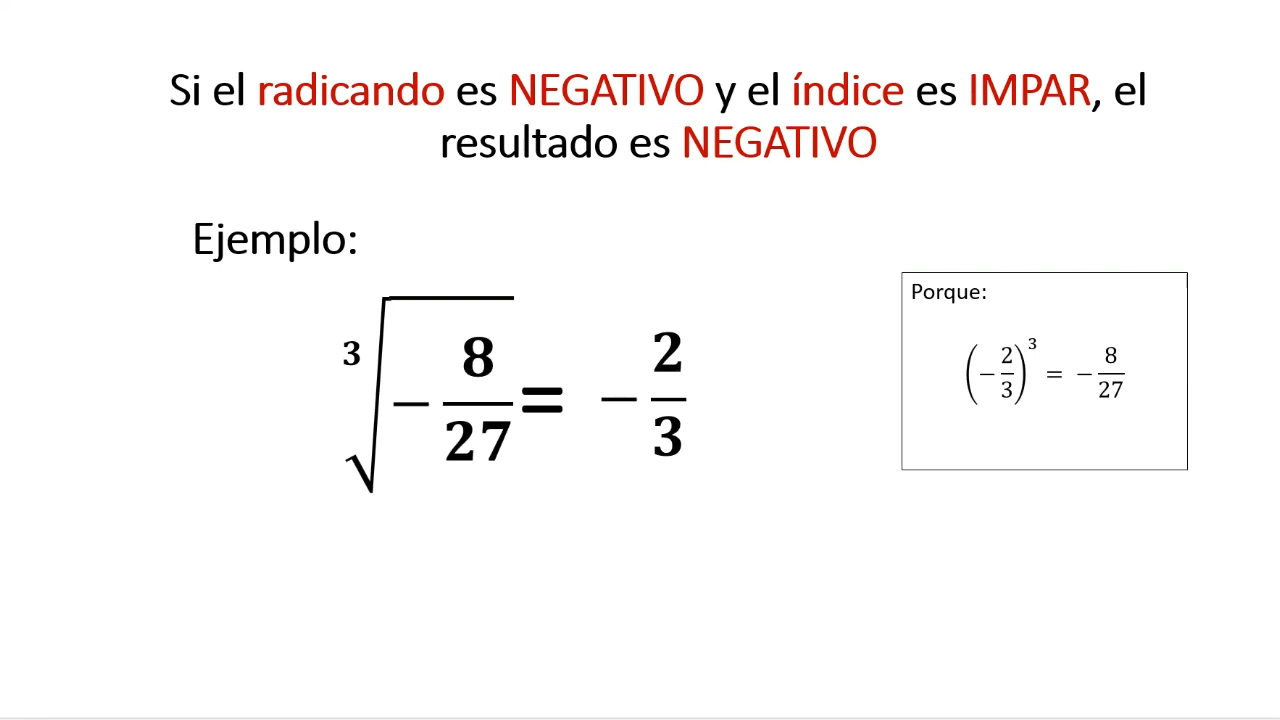 Si el radicando es NEGATIVO y el índice es IMPAR, el
resultado es NEGATIVO
Ejemplo:
∛(−8/27) = −2/3
Porque:
(−2/3)³ = −8/27